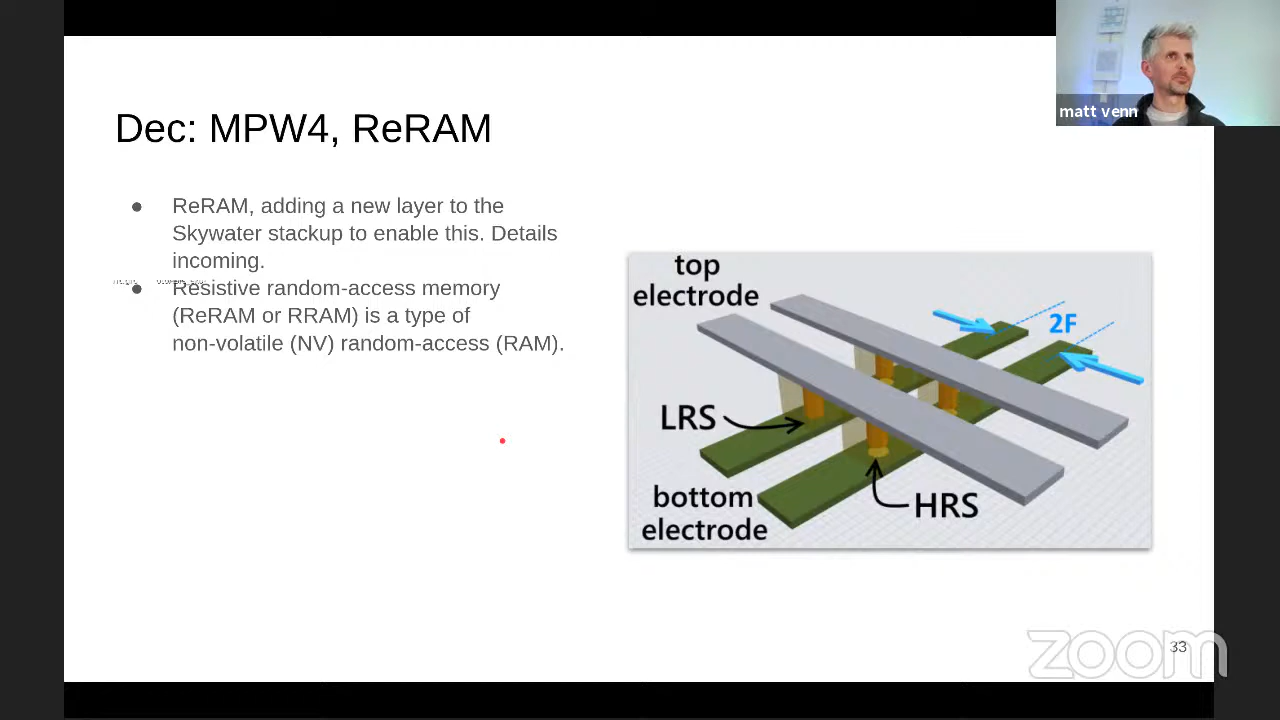 matt venn
Dec: MPW4, ReRAM
● ReRAM, adding a new layer to the
Skywater stackup to enable this. Details
incoming.
● Resistive random-access memory
(ReRAM or RRAM) is a type of
non-volatile (NV) random-access (RAM).
top
electrode
2F
LRS
bottom
electrode
HRS
33
zoom